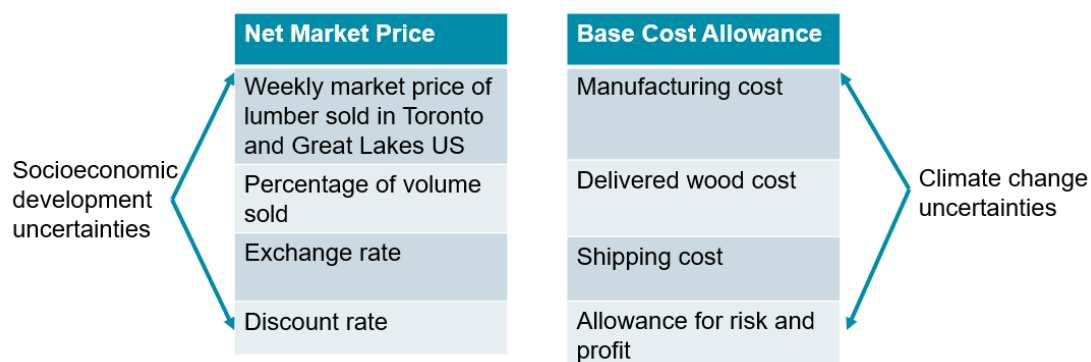 Socioeconomic
development
uncertainties
Net Market Price
Weekly market price of
lumber sold in Toronto
and Great Lakes US
Percentage of volume
sold
Exchange rate
Discount rate
Base Cost Allowance
Manufacturing cost
Delivered wood cost
Shipping cost
Allowance for risk and
profit
Climate change
uncertainties